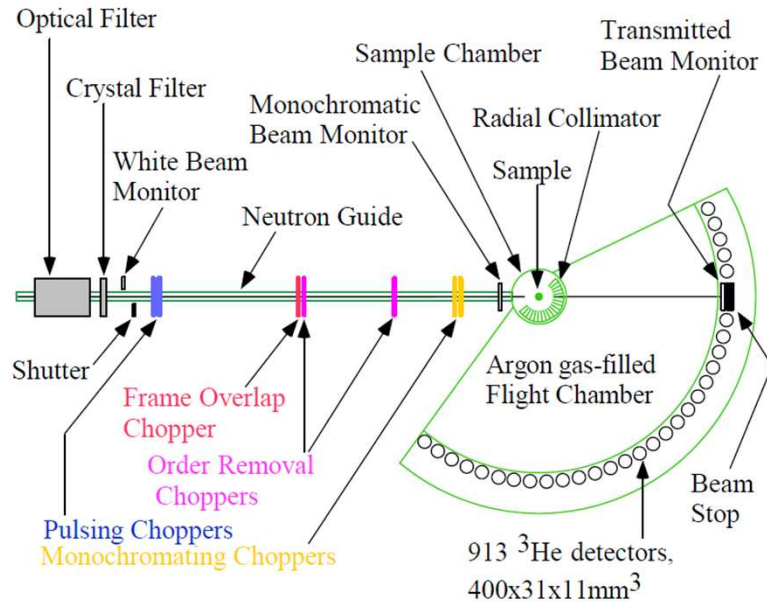 Optical Filter
Crystal Filter
White Beam
Monitor
Neutron Guide
Monochromatic
Beam Monitor
Sample Chamber
Radial Collimator
Sample
Transmitted
Beam Monitor
Shutter
Frame Overlap
Chopper
Order Removal
Choppers
Pulsing Choppers
Monochromating Choppers
Argon gas-filled
Flight Chamber
Beam
Stop
913 ³He detectors,
400x31x11mm³